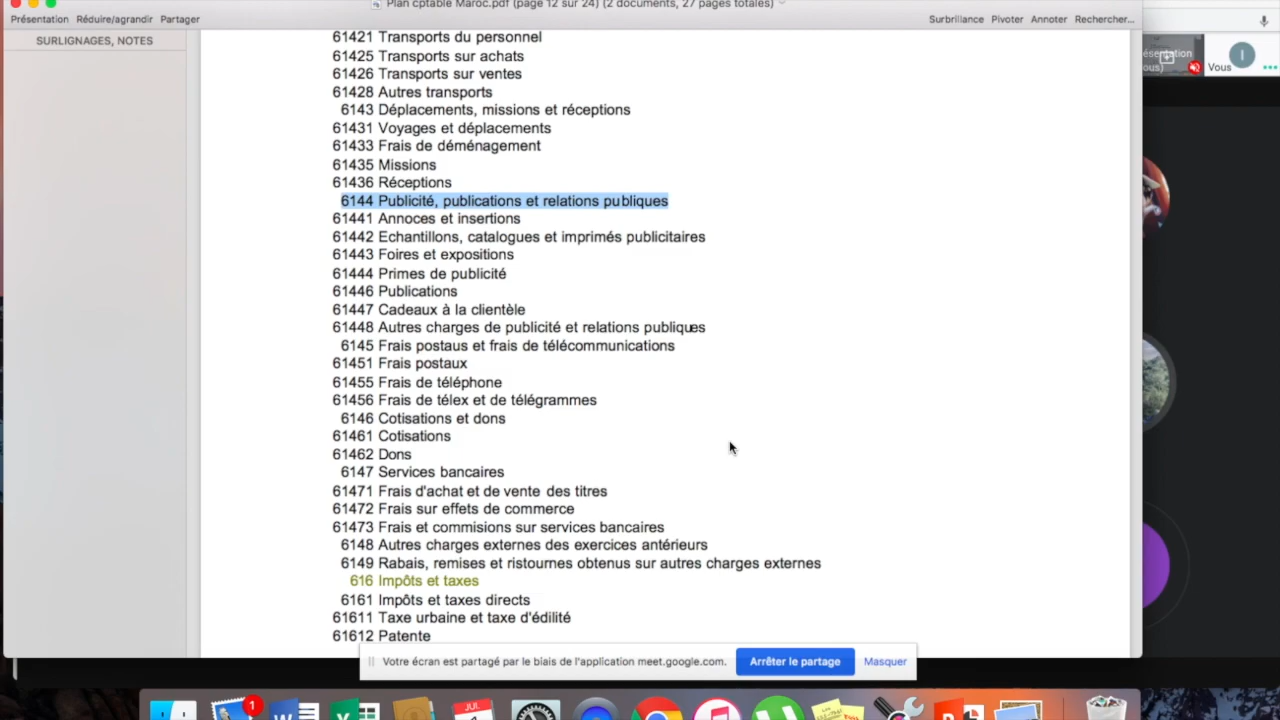 Plan cptable Maroc.pdf (page 12 sur 24) (2 documents, 27 pages totales)
Présentation Réduire/agrandir Partager
Surbrillance Pivoter Annoter Rechercher...
SURLIGNAGES, NOTES
Vous
61421 Transports du personnel
61425 Transports sur achats
61426 Transports sur ventes
61428 Autres transports
6143 Déplacements, missions et réceptions
61431 Voyages et déplacements
61433 Frais de déménagement
61435 Missions
61436 Réceptions
6144 Publicité, publications et relations publiques
61441 Annoces et insertions
61442 Echantillons, catalogues et imprimés publicitaires
61443 Foires et expositions
61444 Primes de publicité
61446 Publications
61447 Cadeaux à la clientèle
61448 Autres charges de publicité et relations publiques
6145 Frais postaus et frais de télécommunications
61451 Frais postaux
61455 Frais de téléphone
61456 Frais de télex et de télégrammes
6146 Cotisations et dons
61461 Cotisations
61462 Dons
6147 Services bancaires
61471 Frais d'achat et de vente des titres
61472 Frais sur effets de commerce
61473 Frais et commisions sur services bancaires
6148 Autres charges externes des exercices antérieurs
6149 Rabais, remises et ristournes obtenus sur autres charges externes
616 Impôts et taxes
6161 Impôts et taxes directs
61611 Taxe urbaine et taxe d'édilité
61612 Patente
Votre écran est partagé par le biais de l'application meet.google.com. Arrêter le partage Masquer
1
JUL